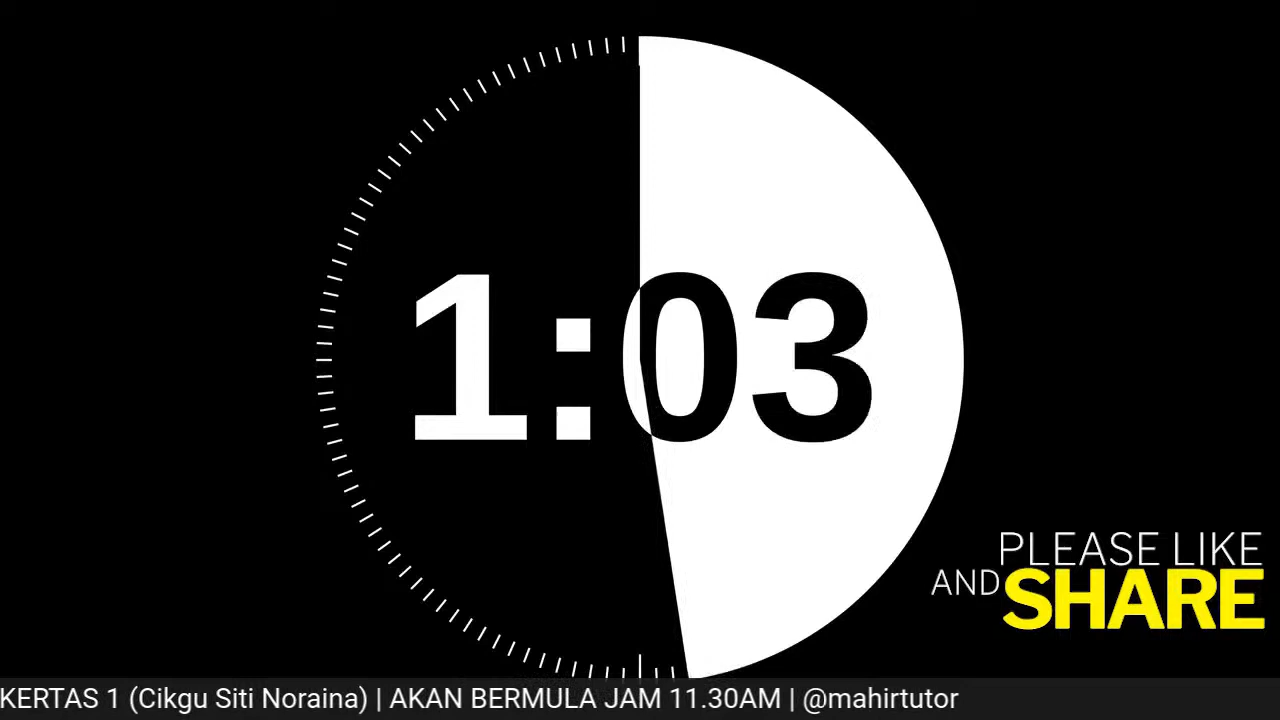 1:03
PLEASE LIKE
AND SHARE
KERTAS 1 (Cikgu Siti Noraina) | AKAN BERMULA JAM 11.30AM | @mahirtutor